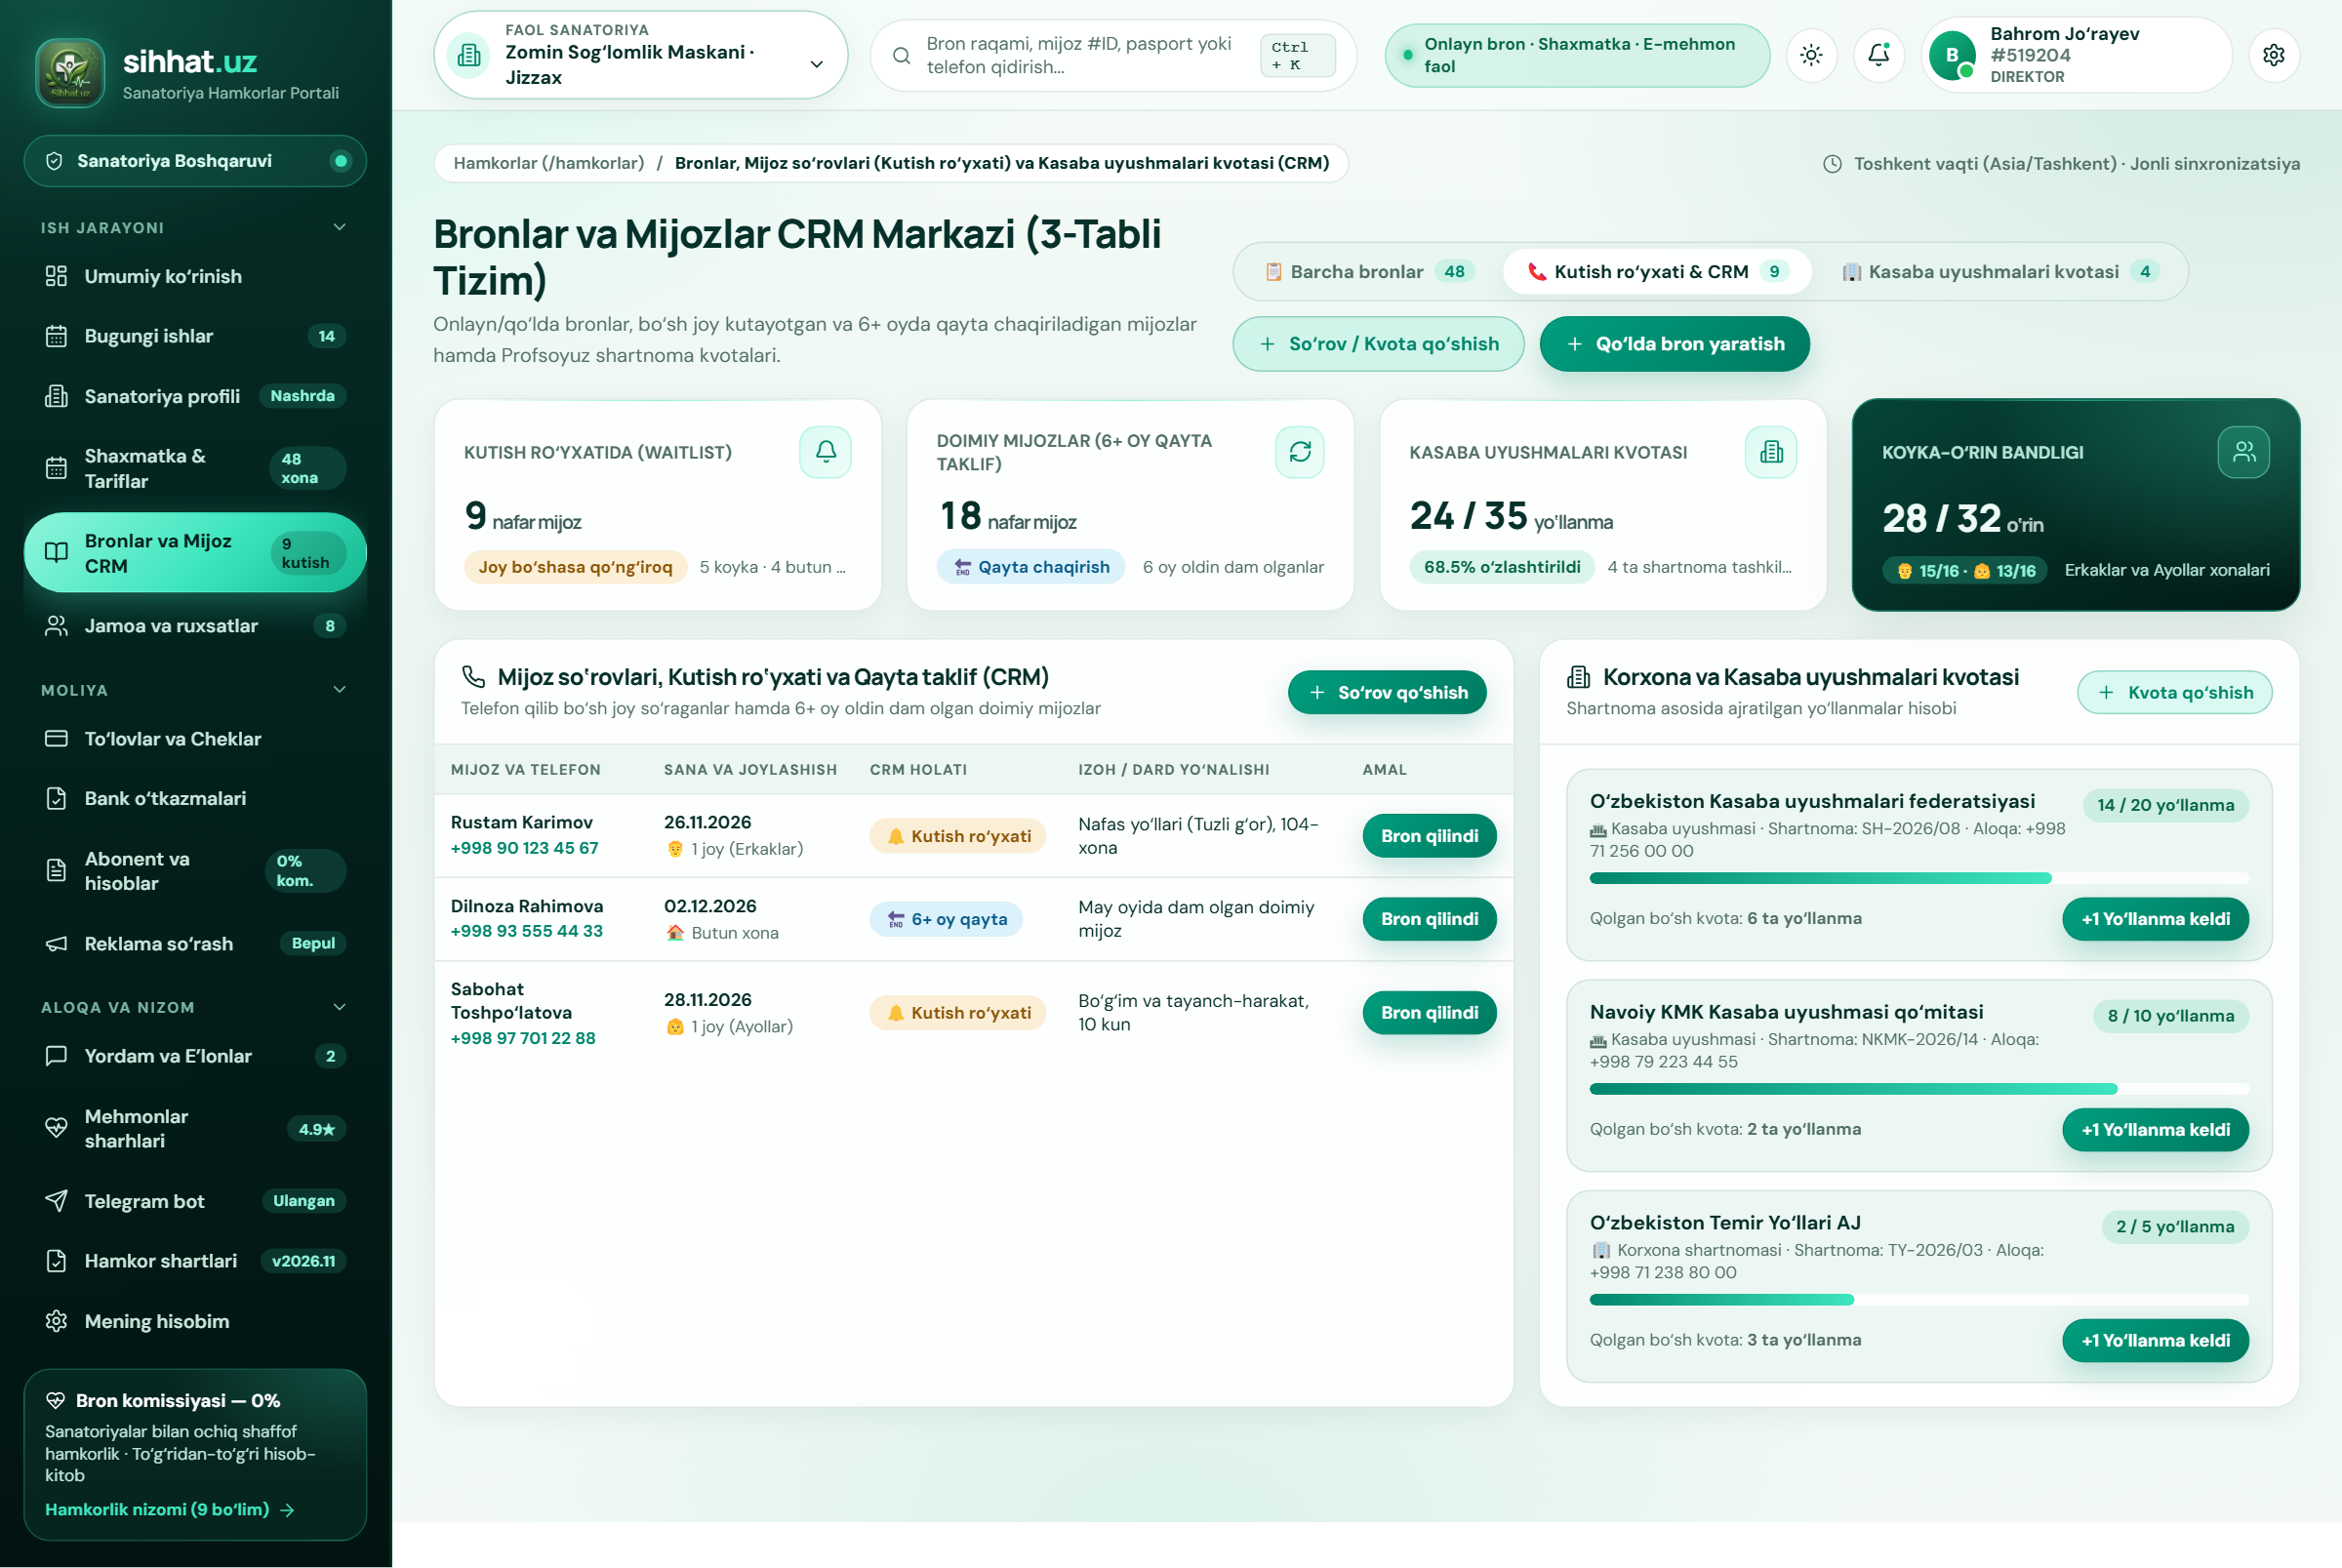 sihhat.uz
Sanatoriya Hamkorlar Portali
Sanatoriya Boshqaruvi
ISH JARAYONI
Umumiy ko‘rinish
Bugungi ishlar 14
Sanatoriya profili Nashrda
Shaxmatka &
Tariflar
48
xona
Bronlar va Mijoz
CRM
9
kutish
Jamoa va ruxsatlar 8
MOLIYA
To‘lovlar va Cheklar
Bank o‘tkazmalari
Abonent va
hisoblar
0%
kom.
Reklama so‘rash Bepul
ALOQA VA NIZOM
Yordam va E’lonlar 2
Mehmonlar
sharhlari
4.9★
Telegram bot Ulangan
Hamkor shartlari v2026.11
Mening hisobim
Bron komissiyasi — 0%
Sanatoriyalar bilan ochiq shaffof
hamkorlik · To‘g‘ridan-to‘g‘ri hisob-
kitob
Hamkorlik nizomi (9 bo‘lim) →
FAOL SANATORIYA
Zomin Sog‘lomlik Maskani ·
Jizzax
Bron raqami, mijoz #ID, pasport yoki
telefon qidirish...
Ctrl
+ K
Onlayn bron · Shaxmatka · E-mehmon
faol
B
Bahrom Jo‘rayev
#519204
DIREKTOR
Hamkorlar (/hamkorlar) / Bronlar, Mijoz so‘rovlari (Kutish ro‘yxati) va Kasaba uyushmalari kvotasi (CRM)
Toshkent vaqti (Asia/Tashkent) · Jonli sinxronizatsiya
Bronlar va Mijozlar CRM Markazi (3-Tabli
Tizim)
Onlayn/qo‘lda bronlar, bo‘sh joy kutayotgan va 6+ oyda qayta chaqiriladigan mijozlar
hamda Profsoyuz shartnoma kvotalari.
📋 Barcha bronlar 48
📞 Kutish ro‘yxati & CRM 9
🏢 Kasaba uyushmalari kvotasi 4
+ So‘rov / Kvota qo‘shish
+ Qo‘lda bron yaratish
KUTISH RO‘YXATIDA (WAITLIST)
9 nafar mijoz
Joy bo‘shasa qo‘ng‘iroq 5 koyka · 4 butun ...
DOIMIY MIJOZLAR (6+ OY QAYTA
TAKLIF)
18 nafar mijoz
🔚 Qayta chaqirish 6 oy oldin dam olganlar
KASABA UYUSHMALARI KVOTASI
24 / 35 yo‘llanma
68.5% o‘zlashtirildi 4 ta shartnoma tashkil...
KOYKA-O‘RIN BANDLIGI
28 / 32 o‘rin
👨 15/16 · 👩 13/16 Erkaklar va Ayollar xonalari
Mijoz so‘rovlari, Kutish ro‘yxati va Qayta taklif (CRM)
Telefon qilib bo‘sh joy so‘raganlar hamda 6+ oy oldin dam olgan doimiy mijozlar
+ So‘rov qo‘shish
MIJOZ VA TELEFON SANA VA JOYLASHISH CRM HOLATI IZOH / DARD YO‘NALISHI AMAL
Rustam Karimov
+998 90 123 45 67
26.11.2026
👨 1 joy (Erkaklar)
🔔 Kutish ro‘yxati
Nafas yo‘llari (Tuzli g‘or), 104-
xona
Bron qilindi
Dilnoza Rahimova
+998 93 555 44 33
02.12.2026
🏠 Butun xona
🔚 6+ oy qayta
May oyida dam olgan doimiy
mijoz
Bron qilindi
Sabohat
Toshpo‘latova
+998 97 701 22 88
28.11.2026
👩 1 joy (Ayollar)
🔔 Kutish ro‘yxati
Bo‘g‘im va tayanch-harakat,
10 kun
Bron qilindi
Korxona va Kasaba uyushmalari kvotasi
Shartnoma asosida ajratilgan yo‘llanmalar hisobi
+ Kvota qo‘shish
O‘zbekiston Kasaba uyushmalari federatsiyasi
14 / 20 yo‘llanma
🏛 Kasaba uyushmasi · Shartnoma: SH-2026/08 · Aloqa: +998
71 256 00 00
Qolgan bo‘sh kvota: 6 ta yo‘llanma
+1 Yo‘llanma keldi
Navoiy KMK Kasaba uyushmasi qo‘mitasi
8 / 10 yo‘llanma
🏛 Kasaba uyushmasi · Shartnoma: NKMK-2026/14 · Aloqa:
+998 79 223 44 55
Qolgan bo‘sh kvota: 2 ta yo‘llanma
+1 Yo‘llanma keldi
O‘zbekiston Temir Yo‘llari AJ
2 / 5 yo‘llanma
🏢 Korxona shartnomasi · Shartnoma: TY-2026/03 · Aloqa:
+998 71 238 80 00
Qolgan bo‘sh kvota: 3 ta yo‘llanma
+1 Yo‘llanma keldi